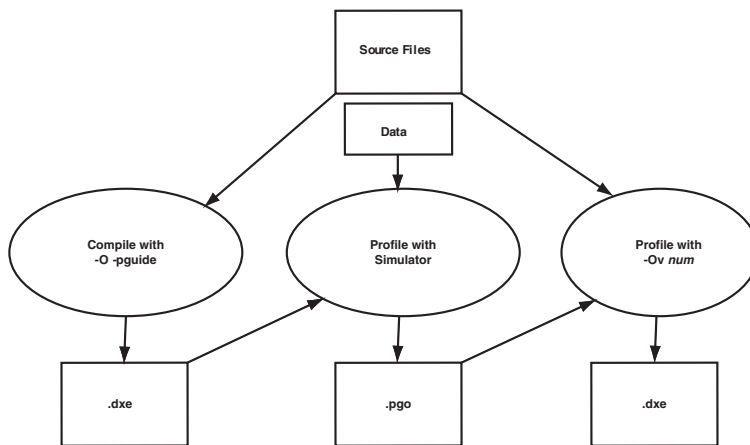 Source Files
Data
Compile with
-O -pguide
Profile with
Simulator
Profile with
-Ov num
.dxe
.pgo
.dxe